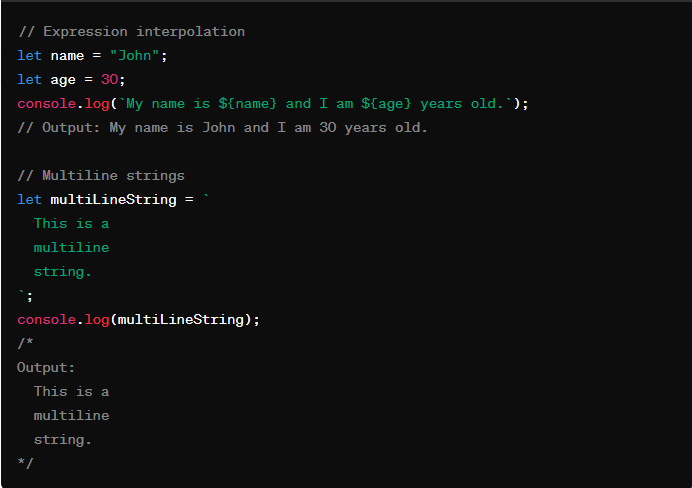 // Expression interpolation
let name = "John";
let age = 30;
console.log(`My name is ${name} and I am ${age} years old.`);
// Output: My name is John and I am 30 years old.

// Multiline strings
let multiLineString = `
  This is a
  multiline
  string.
`;
console.log(multiLineString);
/*
Output:
  This is a
  multiline
  string.
*/